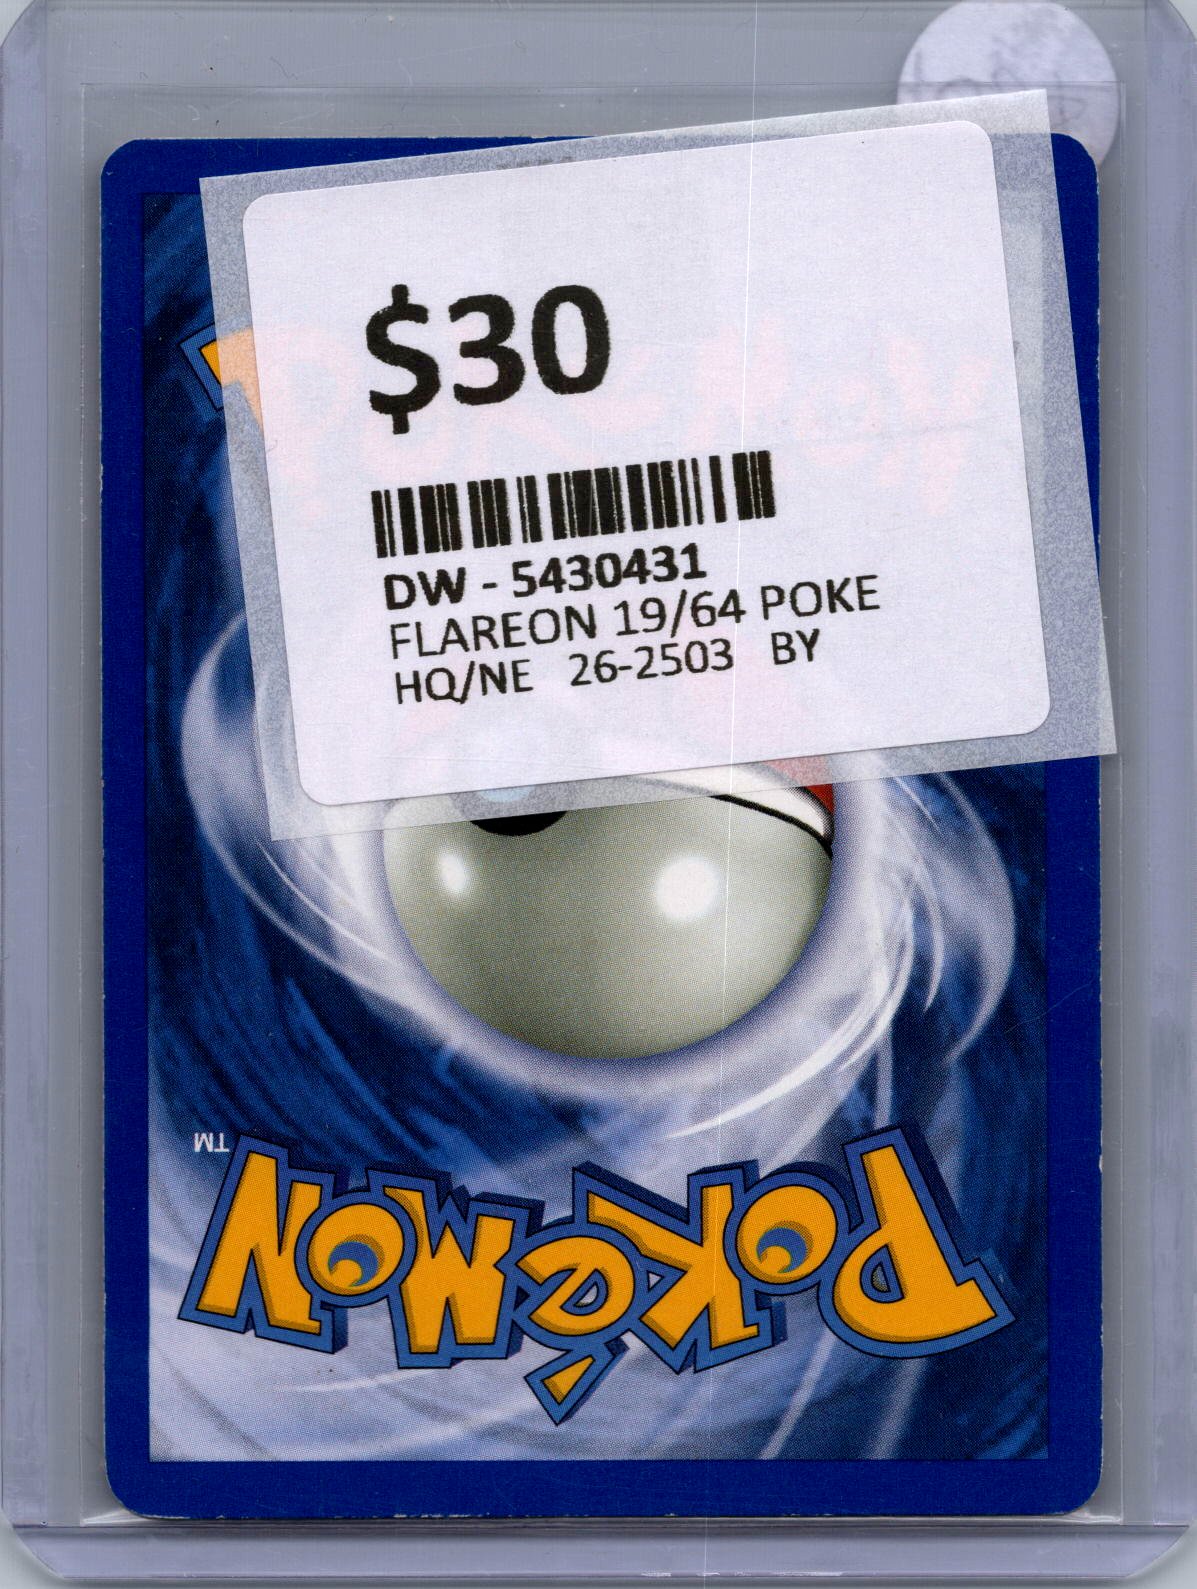 $30
DW - 5430431
FLAREON 19/64 POKE
HQ/NE 26-2503 BY
TM
POKéMON